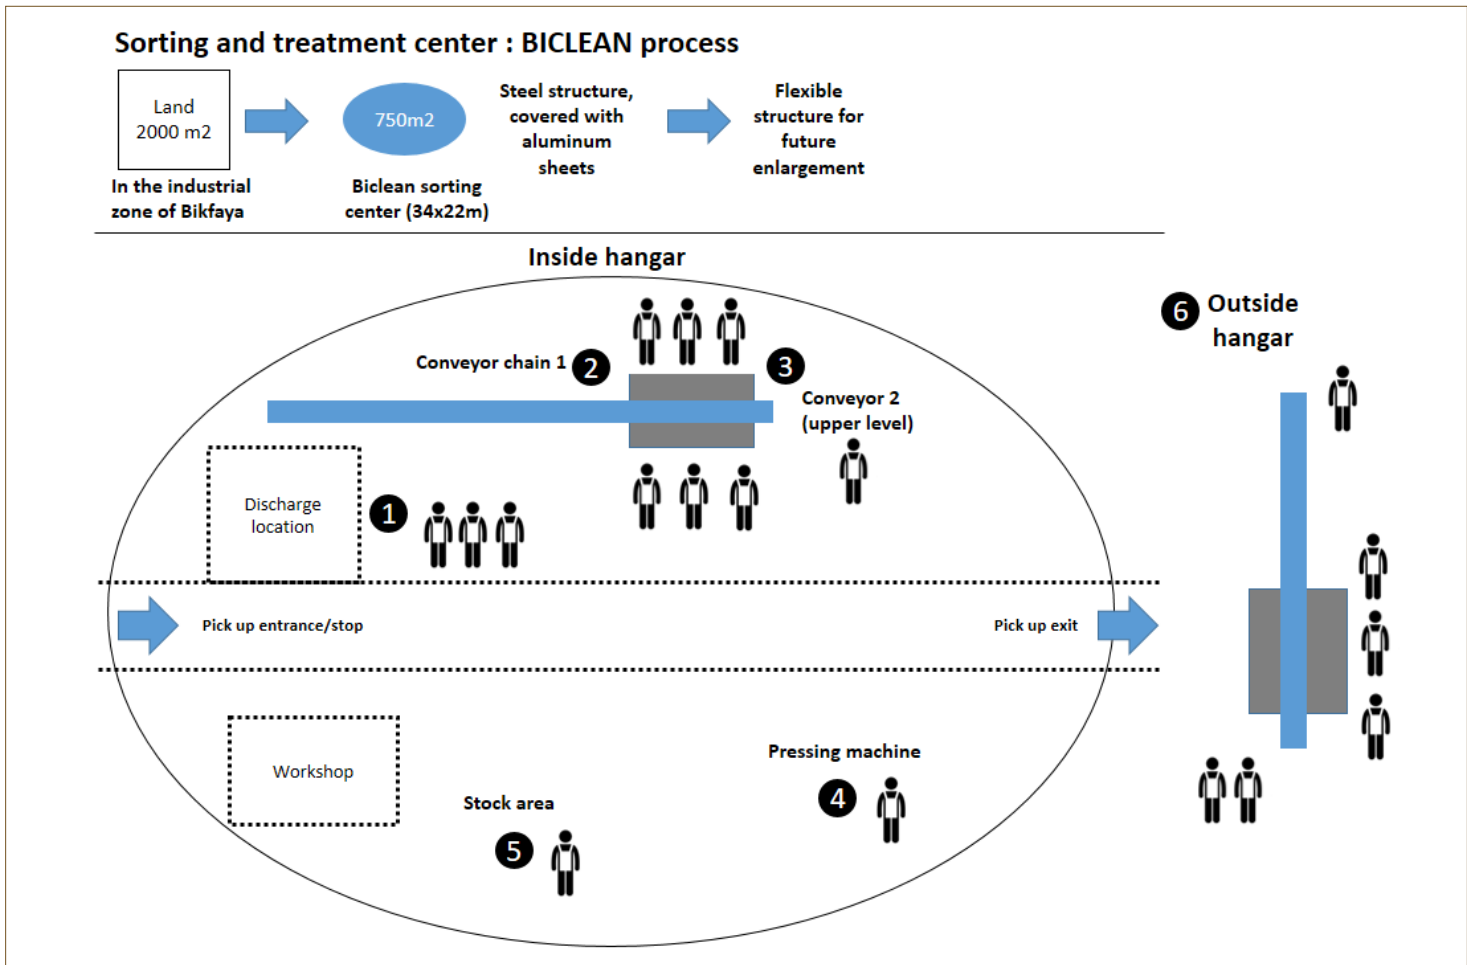 Sorting and treatment center : BICLEAN process
Land
2000 m2
In the industrial
zone of Bikfaya
750m2
Biclean sorting
center (34x22m)
Steel structure,
covered with
aluminum
sheets
Flexible
structure for
future
enlargement
Inside hangar
Conveyor chain 1
2
3
Conveyor 2
(upper level)
Discharge
location
1
Pick up entrance/stop
Pick up exit
Workshop
Stock area
5
Pressing machine
4
6
Outside
hangar